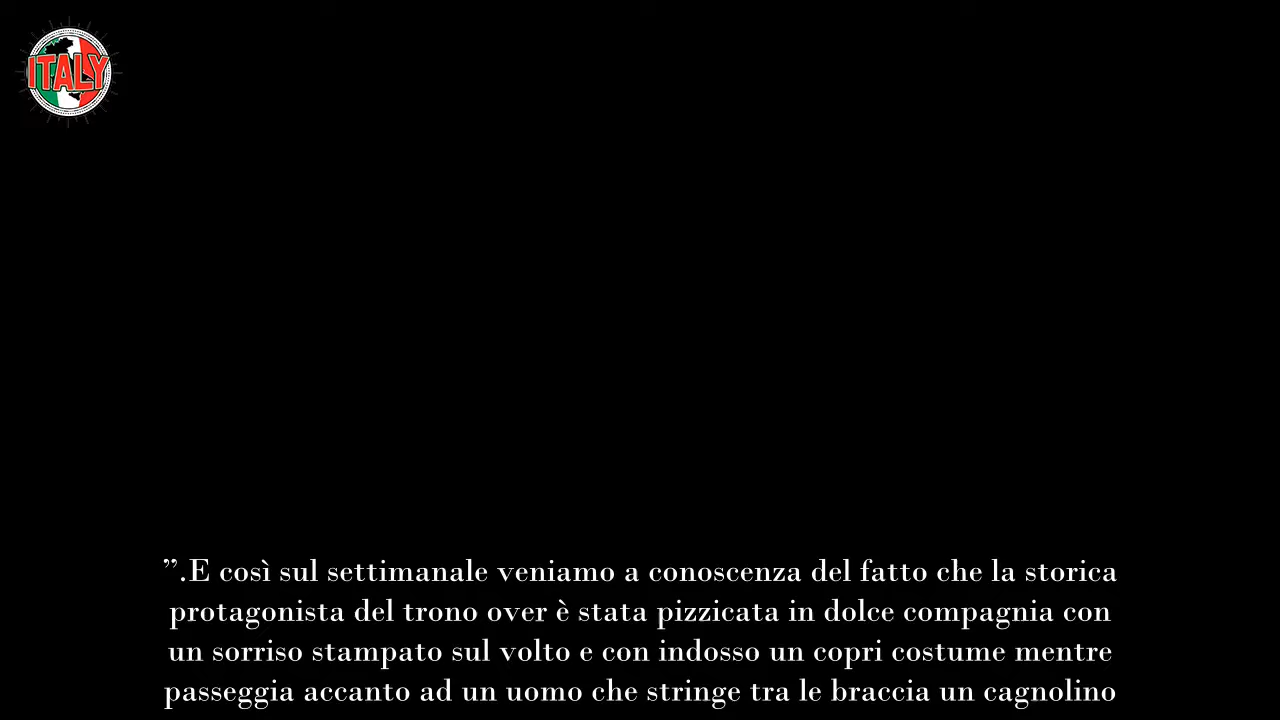 ITALY
”.E così sul settimanale veniamo a conoscenza del fatto che la storica
protagonista del trono over è stata pizzicata in dolce compagnia con
un sorriso stampato sul volto e con indosso un copri costume mentre
passeggia accanto ad un uomo che stringe tra le braccia un cagnolino